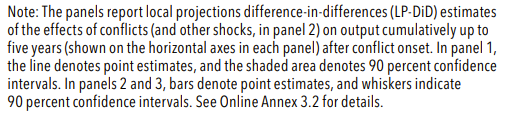 Note: The panels report local projections difference-in-differences (LP-DiD) estimates
of the effects of conflicts (and other shocks, in panel 2) on output cumulatively up to
five years (shown on the horizontal axes in each panel) after conflict onset. In panel 1,
the line denotes point estimates, and the shaded area denotes 90 percent confidence
intervals. In panels 2 and 3, bars denote point estimates, and whiskers indicate
90 percent confidence intervals. See Online Annex 3.2 for details.